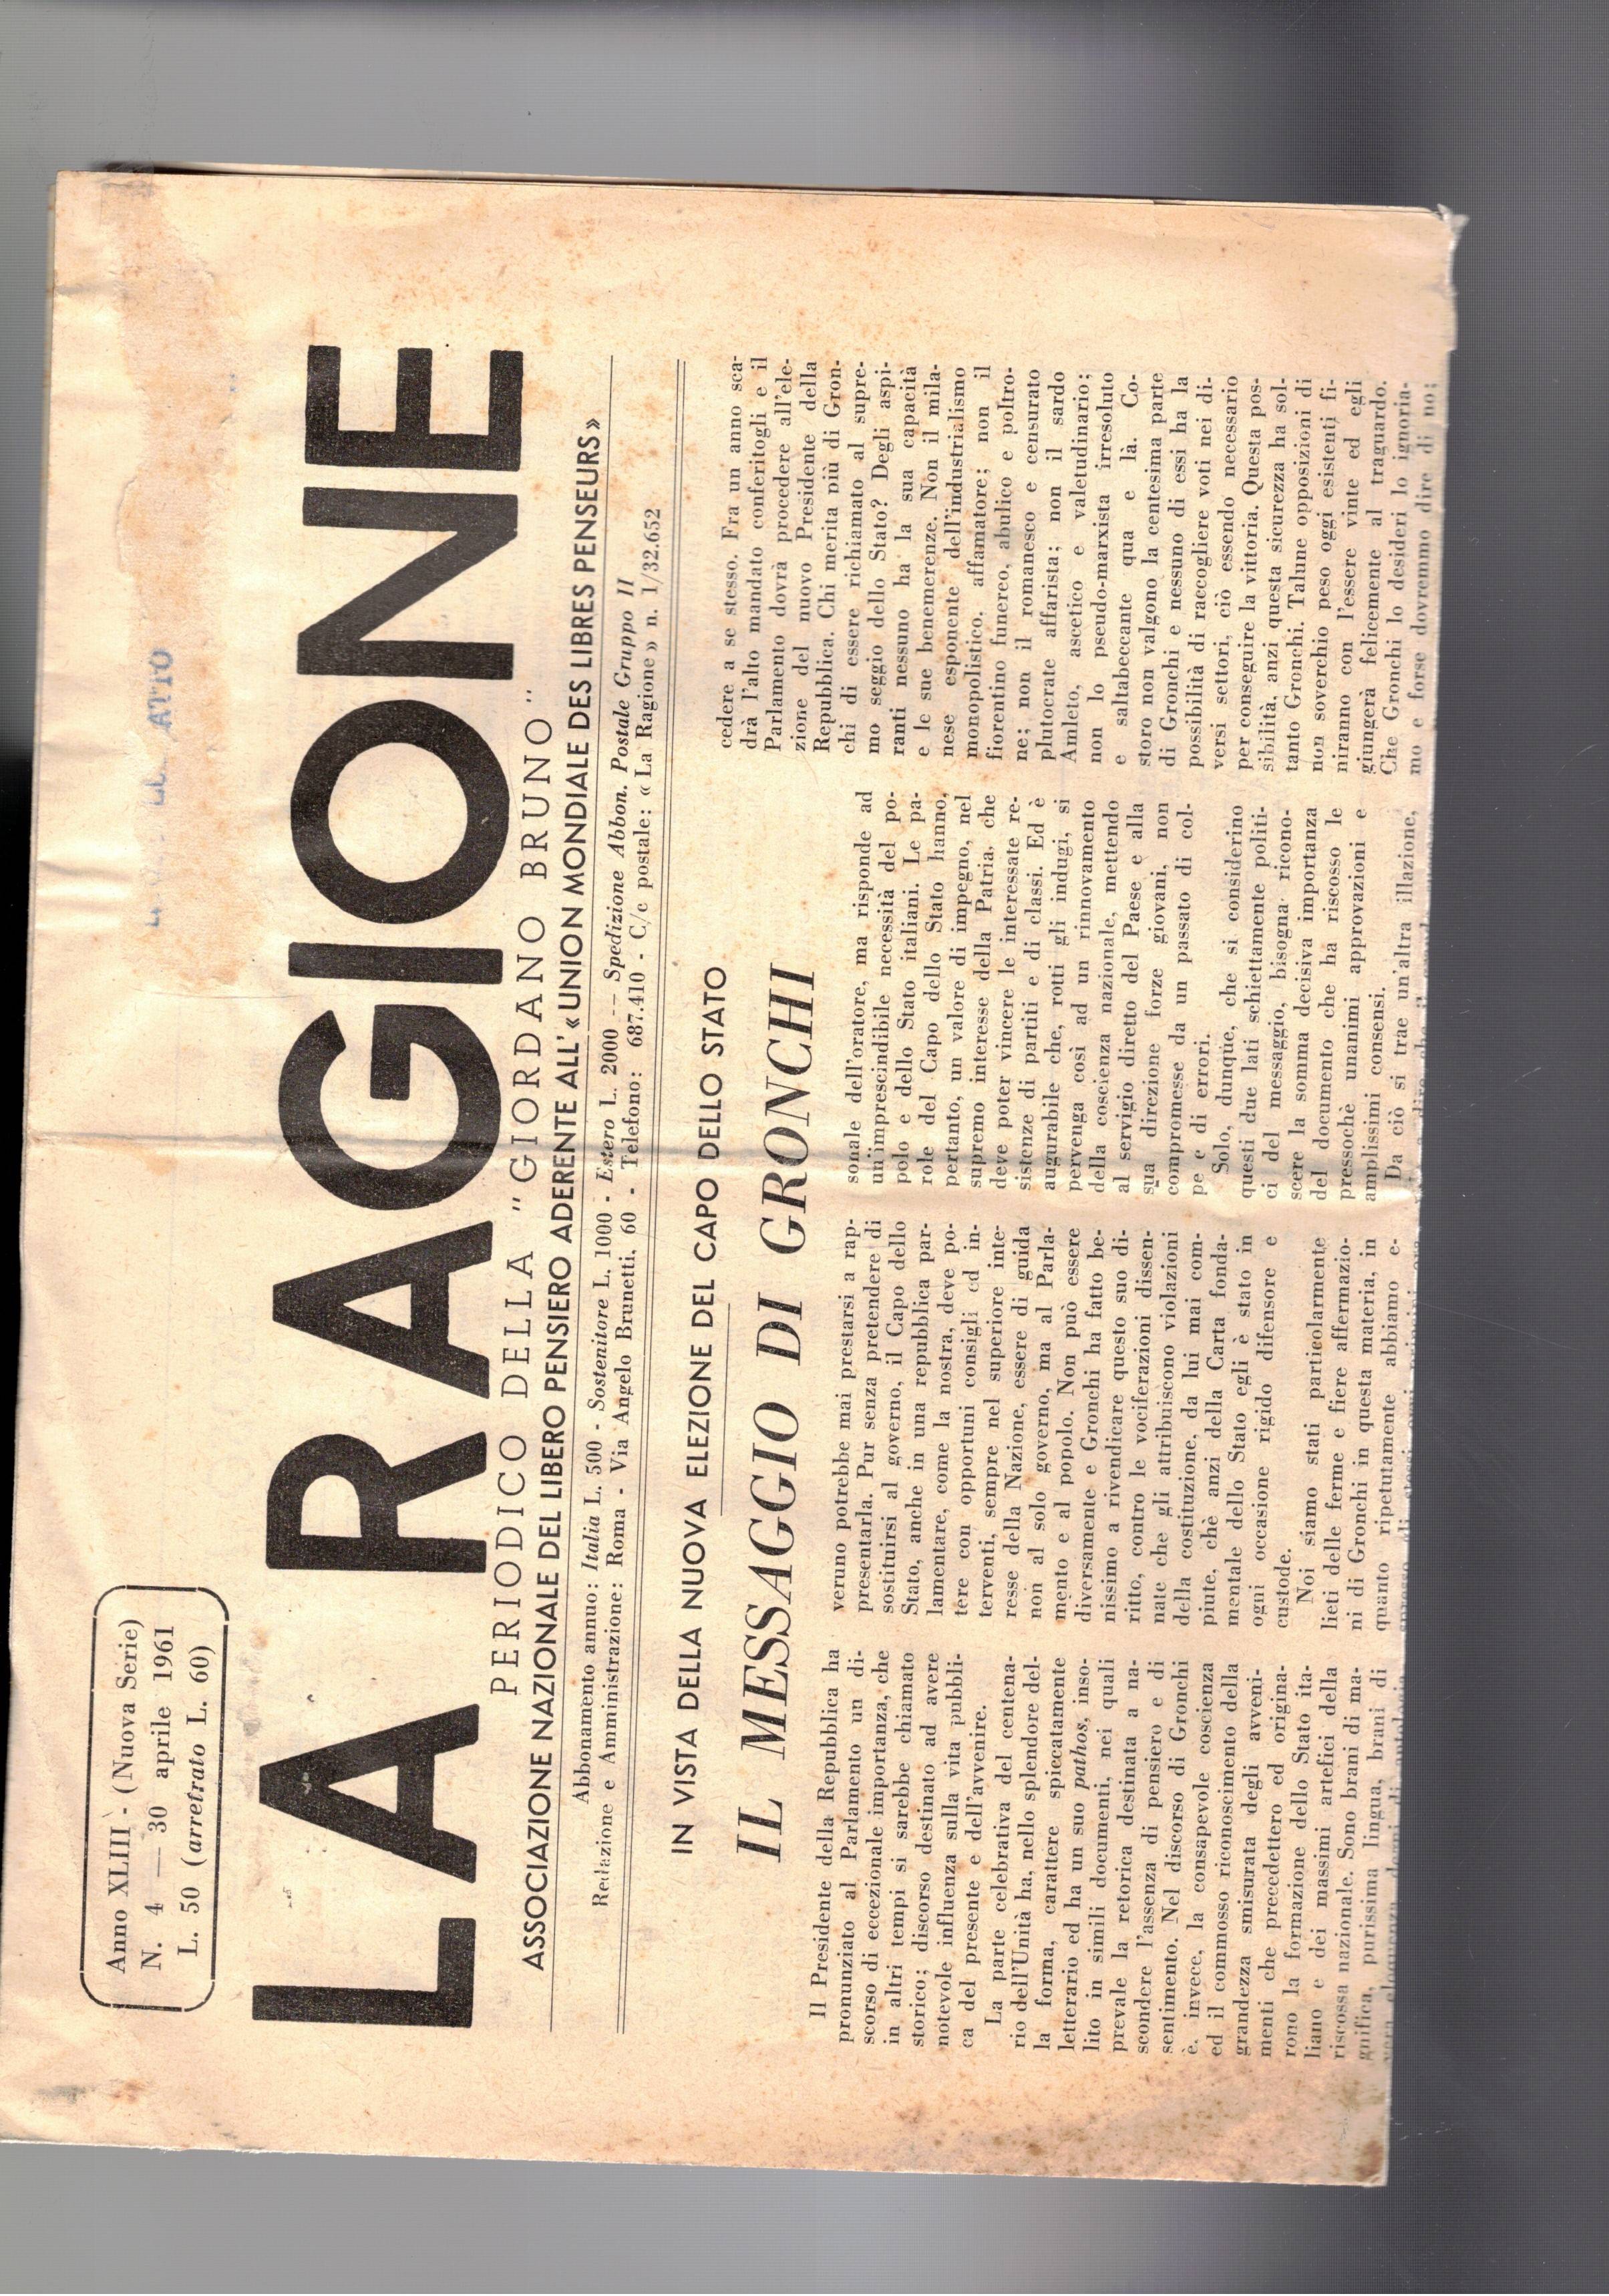 Anno XLIII - (Nuova Serie)
N. 4 — 30 aprile 1961
L. 50 (arretrato L. 60)
LA RAGIONE
PERIODICO DELLA "GIORDANO BRUNO"
ASSOCIAZIONE NAZIONALE DEL LIBERO PENSIERO ADERENTE ALL'«UNION MONDIALE DES LIBRES PENSEURS»
Abbonamento annuo: Italia L. 500 - Sostenitore L. 1000 - Estero L. 2000 -- Spedizione Abbon. Postale Gruppo II
Redazione e Amministrazione: Roma - Via Angelo Brunetti, 60 - Telefono: 687.410 - C/c postale: «La Ragione» n. 1/32.652
IN VISTA DELLA NUOVA ELEZIONE DEL CAPO DELLO STATO
IL MESSAGGIO DI GRONCHI
Il Presidente della Repubblica ha
pronunziato al Parlamento un di-
scorso di eccezionale importanza, che
in altri tempi si sarebbe chiamato
storico; discorso destinato ad avere
notevole influenza sulla vita pubbli-
ca del presente e dell'avvenire.
La parte celebrativa del centena-
rio dell'Unità ha, nello splendore del-
la forma, carattere spiccatamente
letterario ed ha un suo pathos, inso-
lito in simili documenti, nei quali
prevale la retorica destinata a na-
scondere l'assenza di pensiero e di
sentimento. Nel discorso di Gronchi
è, invece, la consapevole coscienza
ed il commosso riconoscimento della
grandezza smisurata degli avveni-
menti che precedettero ed origina-
rono la formazione dello Stato ita-
liano e dei massimi artefici della
riscossa nazionale. Sono brani di ma-
gnifica, purissima lingua, brani di
vera eloquenza degni di antologia
veruno potrebbe mai prestarsi a rap-
presentarla. Pur senza pretendere di
sostituirsi al governo, il Capo dello
Stato, anche in una repubblica par-
lamentare, come la nostra, deve po-
tere con opportuni consigli ed in-
terventi, sempre nel superiore inte-
resse della Nazione, essere di guida
non al solo governo, ma al Parla-
mento e al popolo. Non può essere
diversamente e Gronchi ha fatto be-
nissimo a rivendicare questo suo di-
ritto, contro le vociferazioni dissen-
nate che gli attribuiscono violazioni
della costituzione, da lui mai com-
piute, chè anzi della Carta fonda-
mentale dello Stato egli è stato in
ogni occasione rigido difensore e
custode.
Noi siamo stati particolarmente
lieti delle ferme e fiere affermazio-
ni di Gronchi in questa materia, in
quanto ripetutamente abbiamo e-
sonale dell'oratore, ma risponde ad
un'imprescindibile necessità del po-
polo e dello Stato italiani. Le pa-
role del Capo dello Stato hanno,
pertanto, un valore di impegno, nel
supremo interesse della Patria, che
deve poter vincere le interessate re-
sistenze di partiti e di classi. Ed è
augurabile che, rotti gli indugi, si
pervenga così ad un rinnovamento
della coscienza nazionale, mettendo
al servigio diretto del Paese e alla
sua direzione forze giovani, non
compromesse da un passato di col-
pe e di errori.
Solo, dunque, che si considerino
questi due lati schiettamente politi-
ci del messaggio, bisogna ricono-
scere la somma decisiva importanza
del documento che ha riscosso le
pressochè unanimi approvazioni e
amplissimi consensi.
Da ciò si trae un'altra illazione,
cedere a se stesso. Fra un anno sca-
drà l'alto mandato conferitogli e il
Parlamento dovrà procedere all'ele-
zione del nuovo Presidente della
Repubblica. Chi merita più di Gron-
chi di essere richiamato al supre-
mo seggio dello Stato? Degli aspi-
ranti nessuno ha la sua capacità
e le sue benemerenze. Non il mila-
nese esponente dell'industrialismo
monopolistico, affamatore; non il
fiorentino funereo, abulico e poltro-
ne; non il romanesco e censurato
plutocrate affarista; non il sardo
Amleto, ascetico e valetudinario;
non lo pseudo-marxista irresoluto
e saltabeccante qua e là. Co-
storo non valgono la centesima parte
di Gronchi e nessuno di essi ha la
possibilità di raccogliere voti nei di-
versi settori, ciò essendo necessario
per conseguire la vittoria. Questa pos-
sibilità, anzi questa sicurezza ha sol-
tanto Gronchi. Talune opposizioni di
non soverchio peso oggi esistenti fi-
niranno con l'essere vinte ed egli
giungerà felicemente al traguardo.
Che Gronchi lo desideri lo ignoria-
mo e forse dovremmo dire di no;